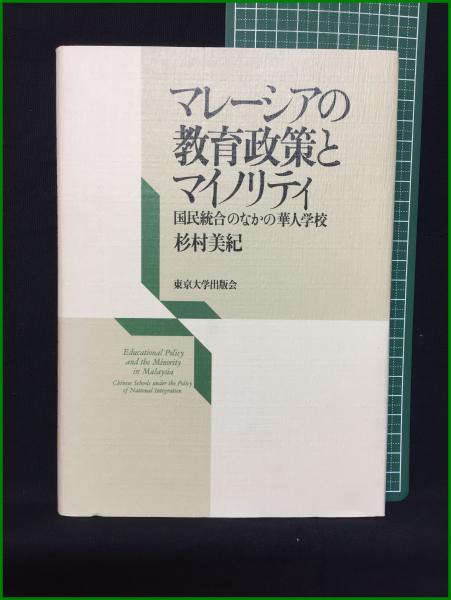 マレーシアの
教育政策と
マイノリティ
国民統合のなかの華人学校
杉村美紀
東京大学出版会
Educational Policy
and the Minority
in Malaysia
Chinese Schools under the Policy
of National Integration